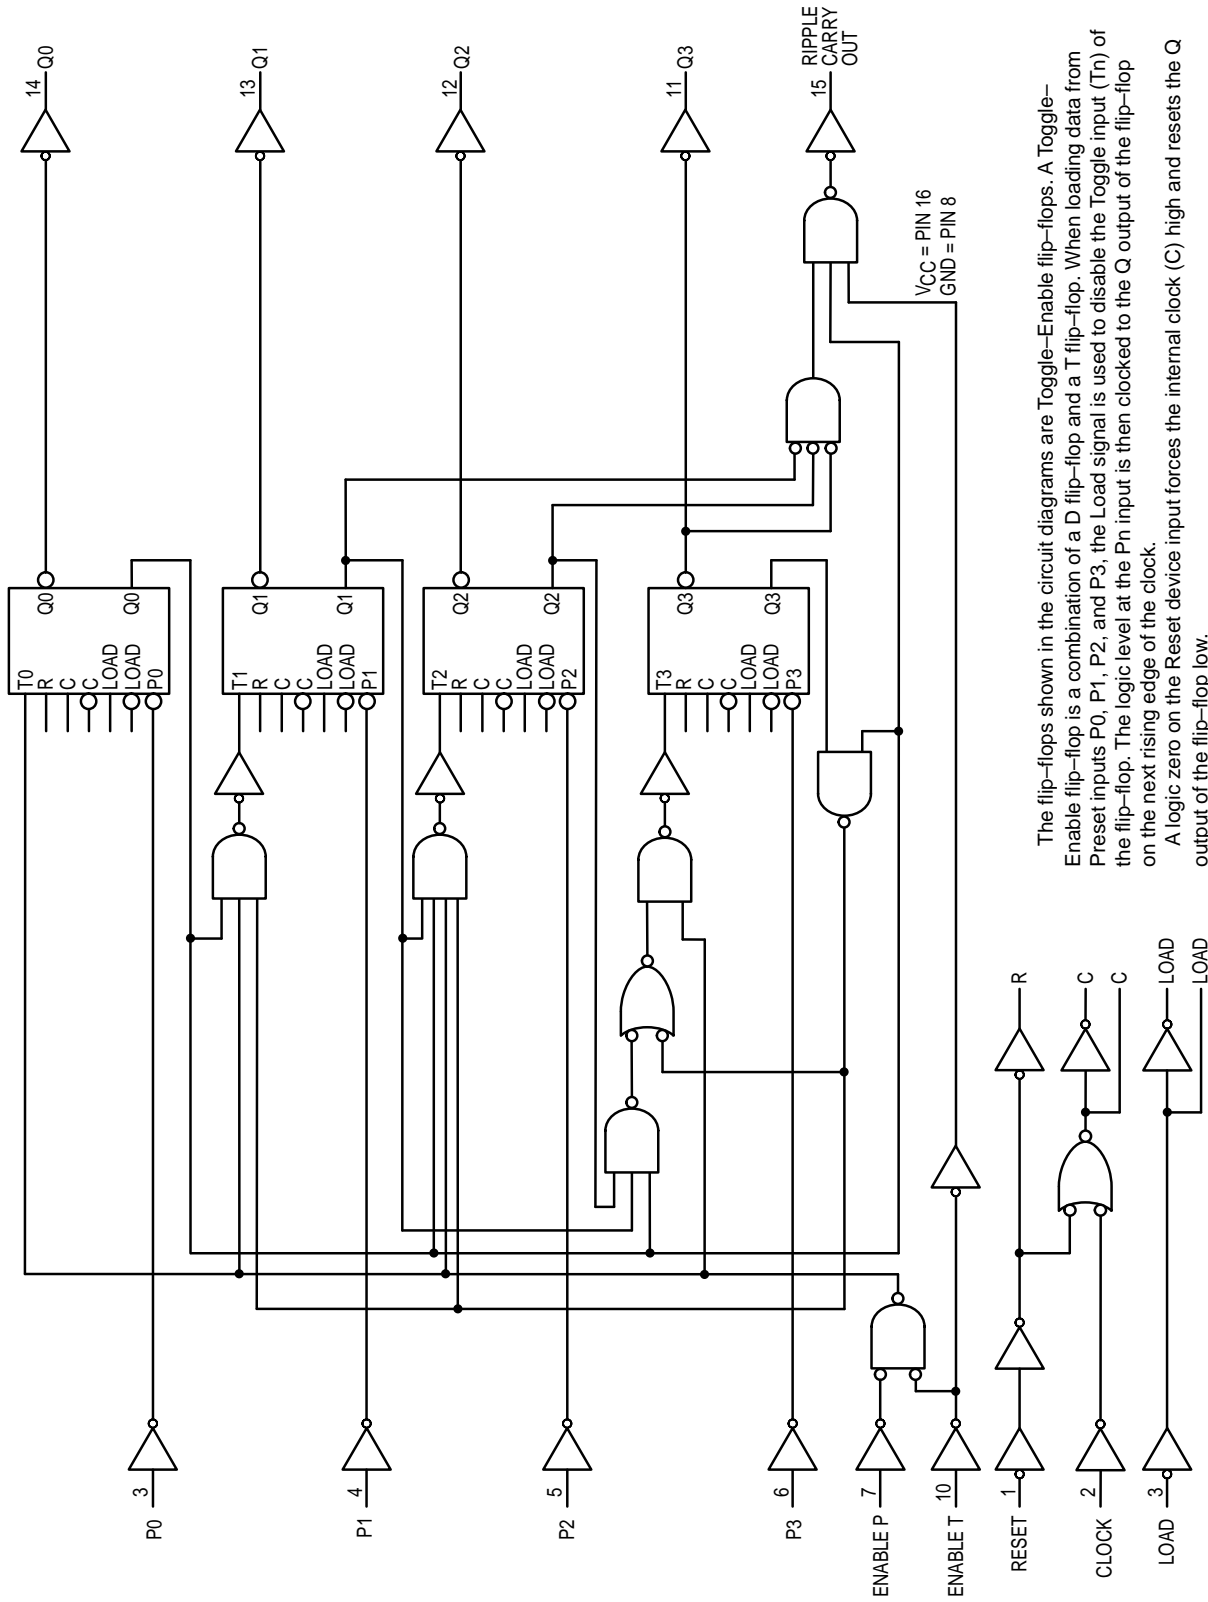 P0
3
P1
4
P2
5
P3
6
ENABLE P
7
ENABLE T
10
RESET
1
CLOCK
2
LOAD
3
R
C
C
LOAD
LOAD
T0
R
C
C
LOAD
LOAD
P0
Q0
Q0
T1
R
C
C
LOAD
LOAD
P1
Q1
Q1
T2
R
C
C
LOAD
LOAD
P2
Q2
Q2
T3
R
C
C
LOAD
LOAD
P3
Q3
Q3
14
Q0
13
Q1
12
Q2
11
Q3
15
RIPPLE
CARRY
OUT
VCC = PIN 16
GND = PIN 8
The flip–flops shown in the circuit diagrams are Toggle–Enable flip–flops. A Toggle–
Enable flip–flop is a combination of a D flip–flop and a T flip–flop. When loading data from
Preset inputs P0, P1, P2, and P3, the Load signal is used to disable the Toggle input (Tn) of
the flip–flop. The logic level at the Pn input is then clocked to the Q output of the flip–flop
on the next rising edge of the clock.
A logic zero on the Reset device input forces the internal clock (C) high and resets the Q
output of the flip–flop low.